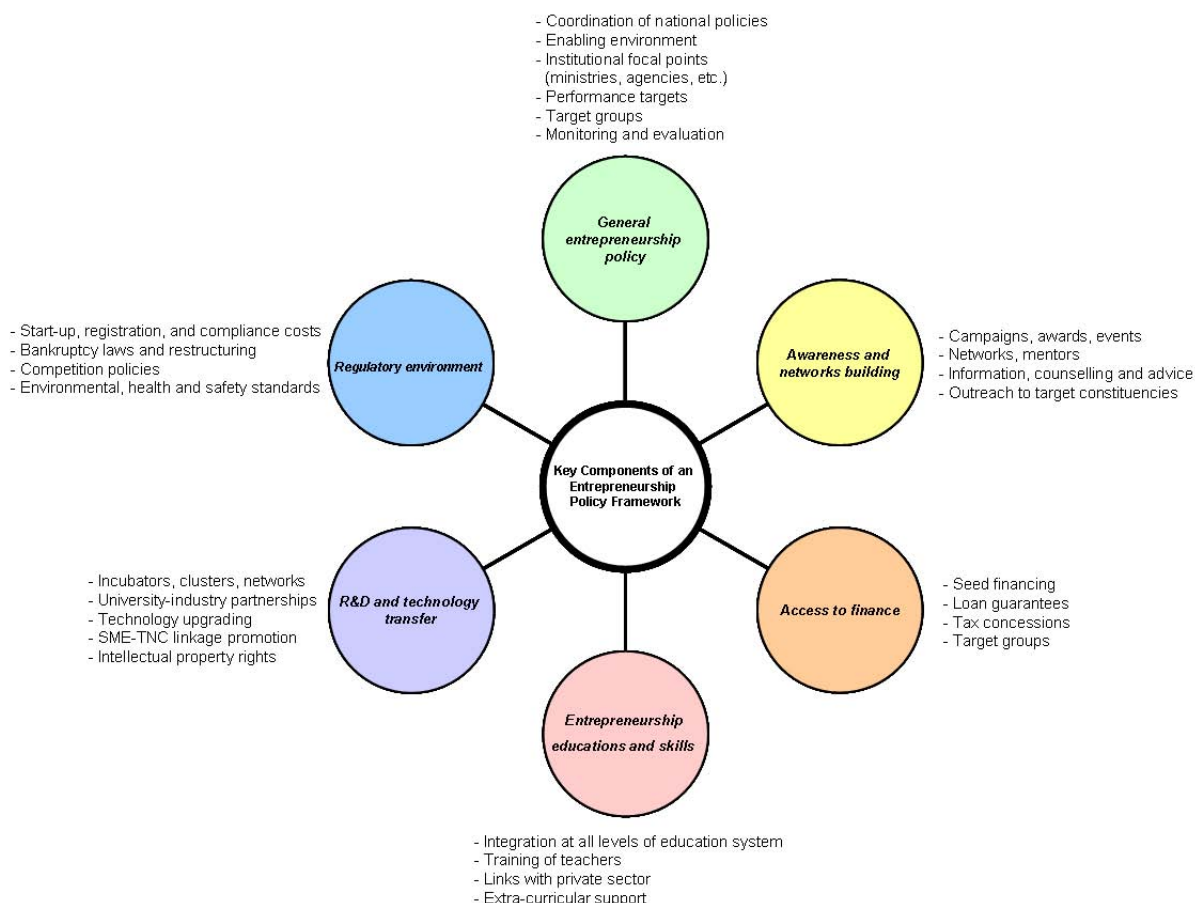 - Coordination of national policies
- Enabling environment
- Institutional focal points
(ministries, agencies, etc.)
- Performance targets
- Target groups
- Monitoring and evaluation
General
entrepreneurship
policy
- Start-up, registration, and compliance costs
- Bankruptcy laws and restructuring
- Competition policies
- Environmental, health and safety standards
Regulatory environment
Awareness and
networks building
- Campaigns, awards, events
- Networks, mentors
- Information, counselling and advice
- Outreach to target constituencies
Key Components of an
Entrepreneurship
Policy Framework
- Incubators, clusters, networks
- University-industry partnerships
- Technology upgrading
- SME-TNC linkage promotion
- Intellectual property rights
R&D and technology
transfer
Access to finance
- Seed financing
- Loan guarantees
- Tax concessions
- Target groups
Entrepreneurship
educations and skills
- Integration at all levels of education system
- Training of teachers
- Links with private sector
- Extra-curricular support